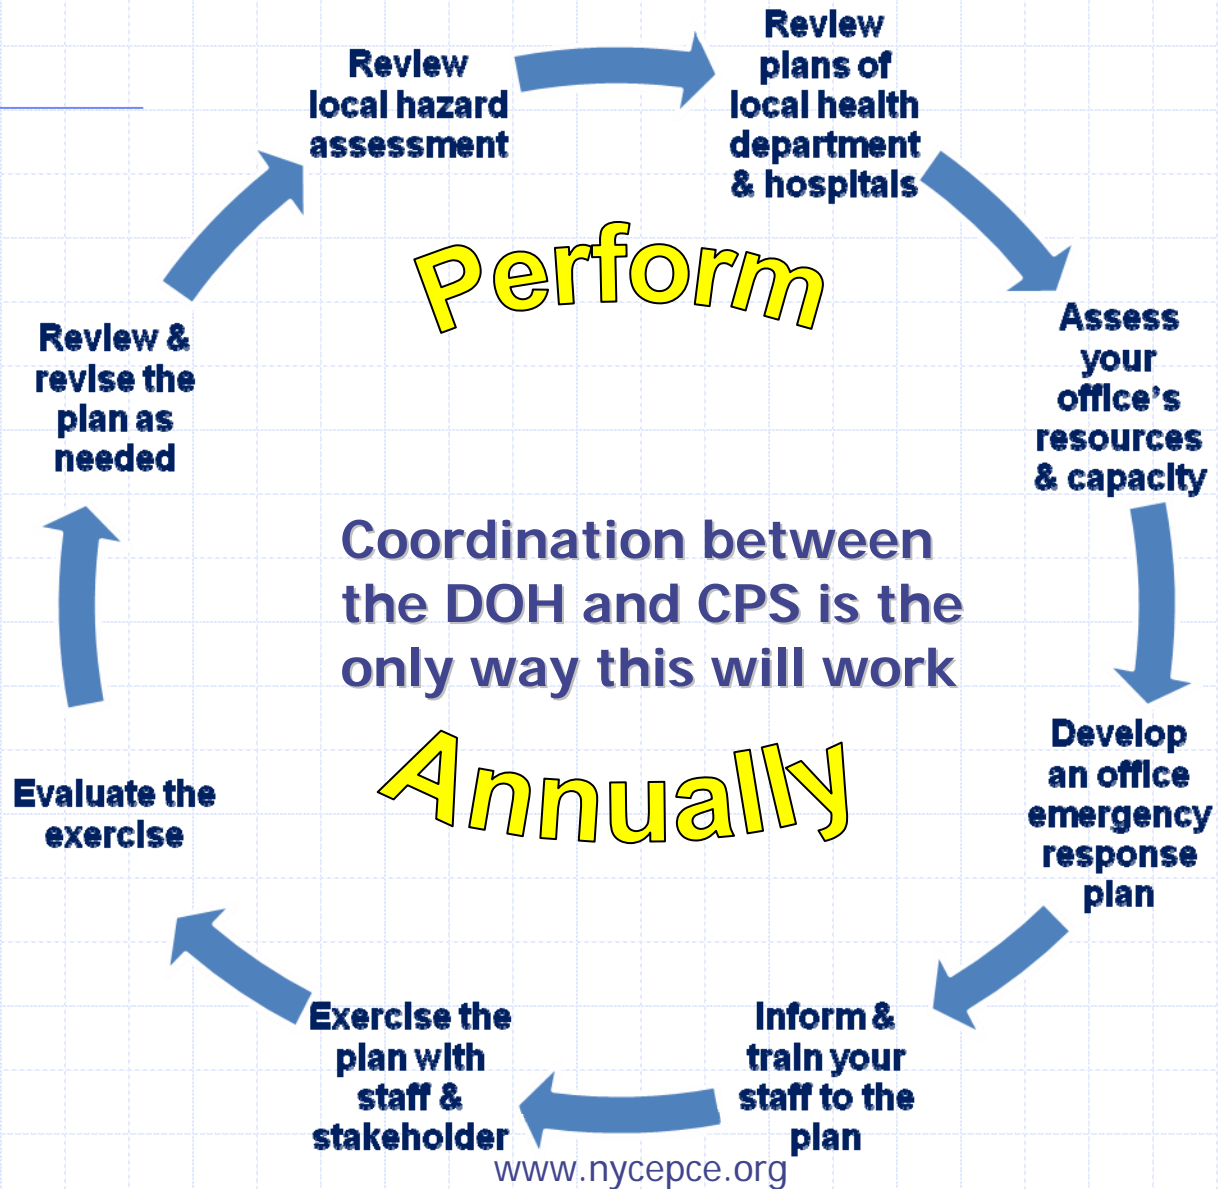 Review
local hazard
assessment
Review
plans of
local health
department
& hospitals
Assess
your
office's
resources
& capacity
Develop
an office
emergency
response
plan
Inform &
train your
staff to the
plan
Exercise the
plan with
staff &
stakeholder
Evaluate the
exercise
Review &
revise the
plan as
needed
Perform
Coordination between
the DOH and CPS is the
only way this will work
Annually
www.nycepce.org